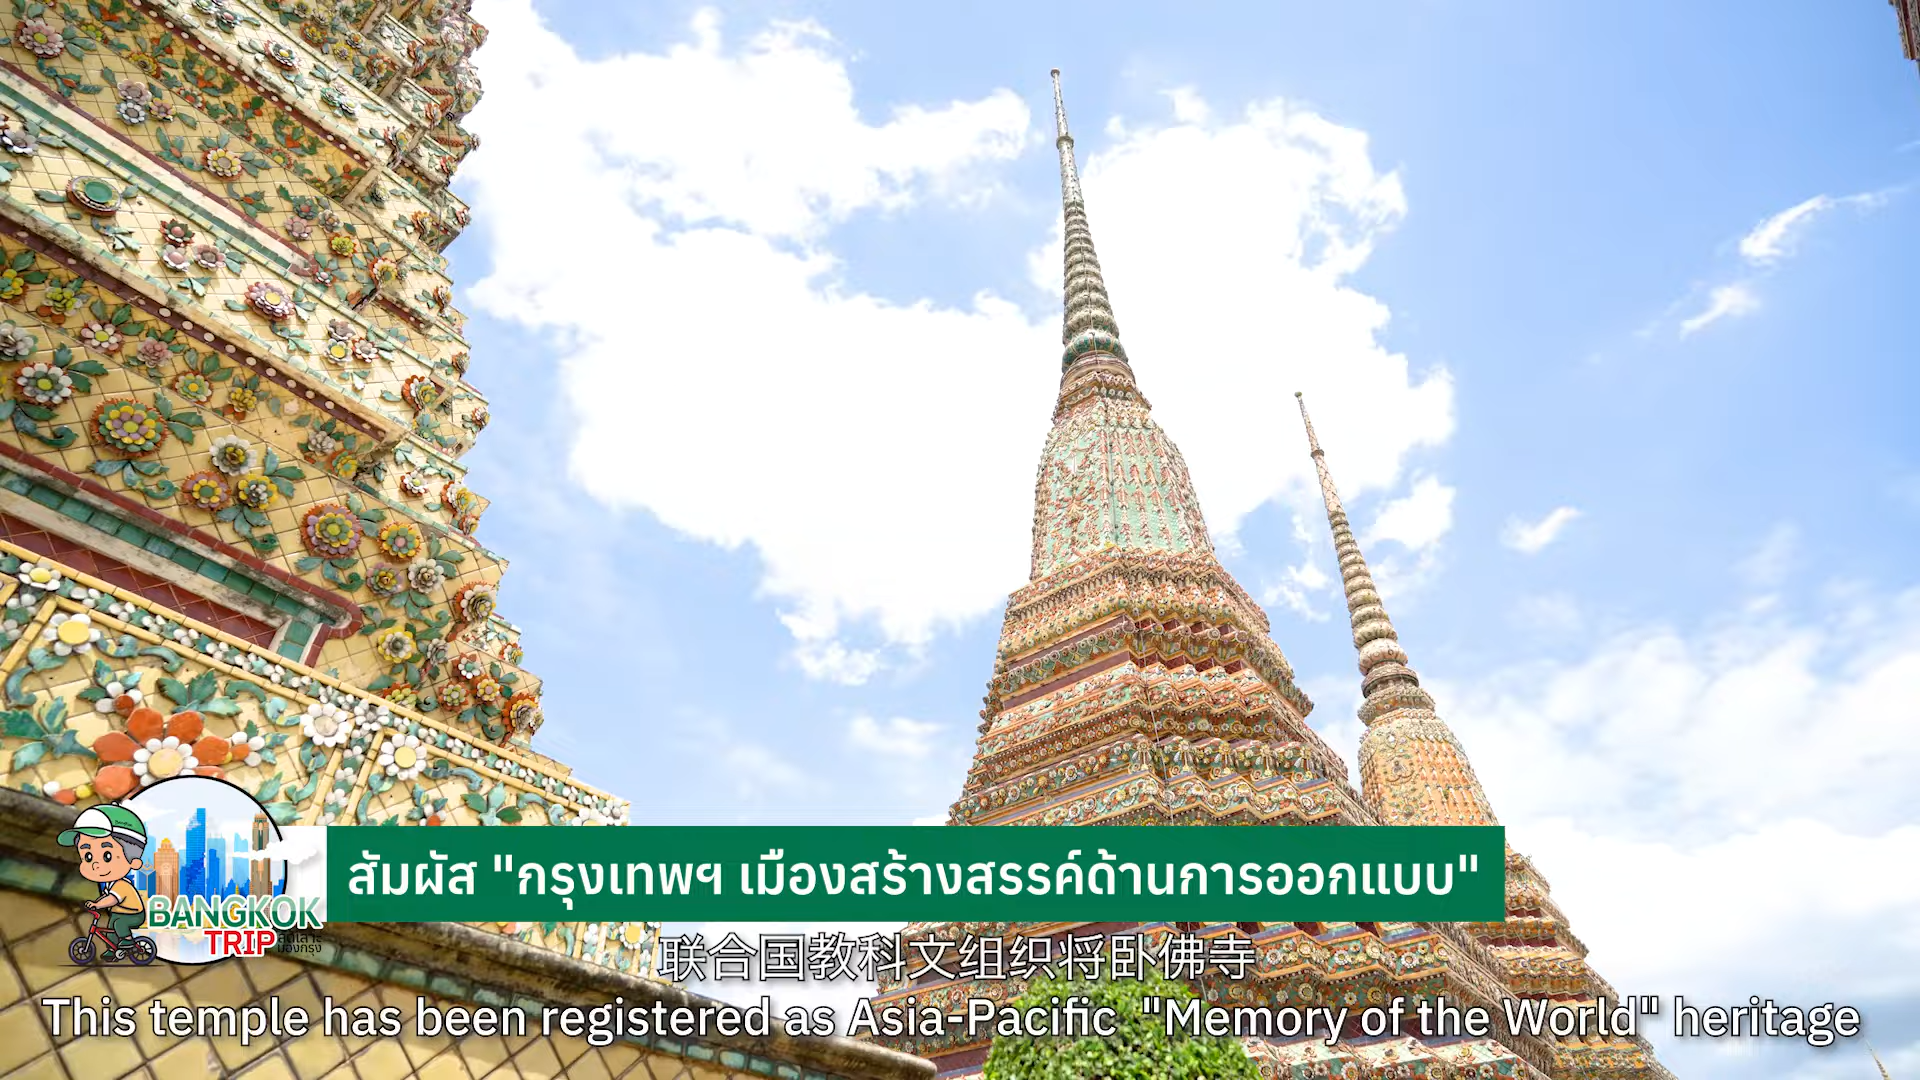 สัมผัส "กรุงเทพฯ เมืองสร้างสรรค์ด้านการออกแบบ"
BANGKOK
TRIP
联合国教科文组织将卧佛寺
This temple has been registered as Asia-Pacific "Memory of the World" heritage